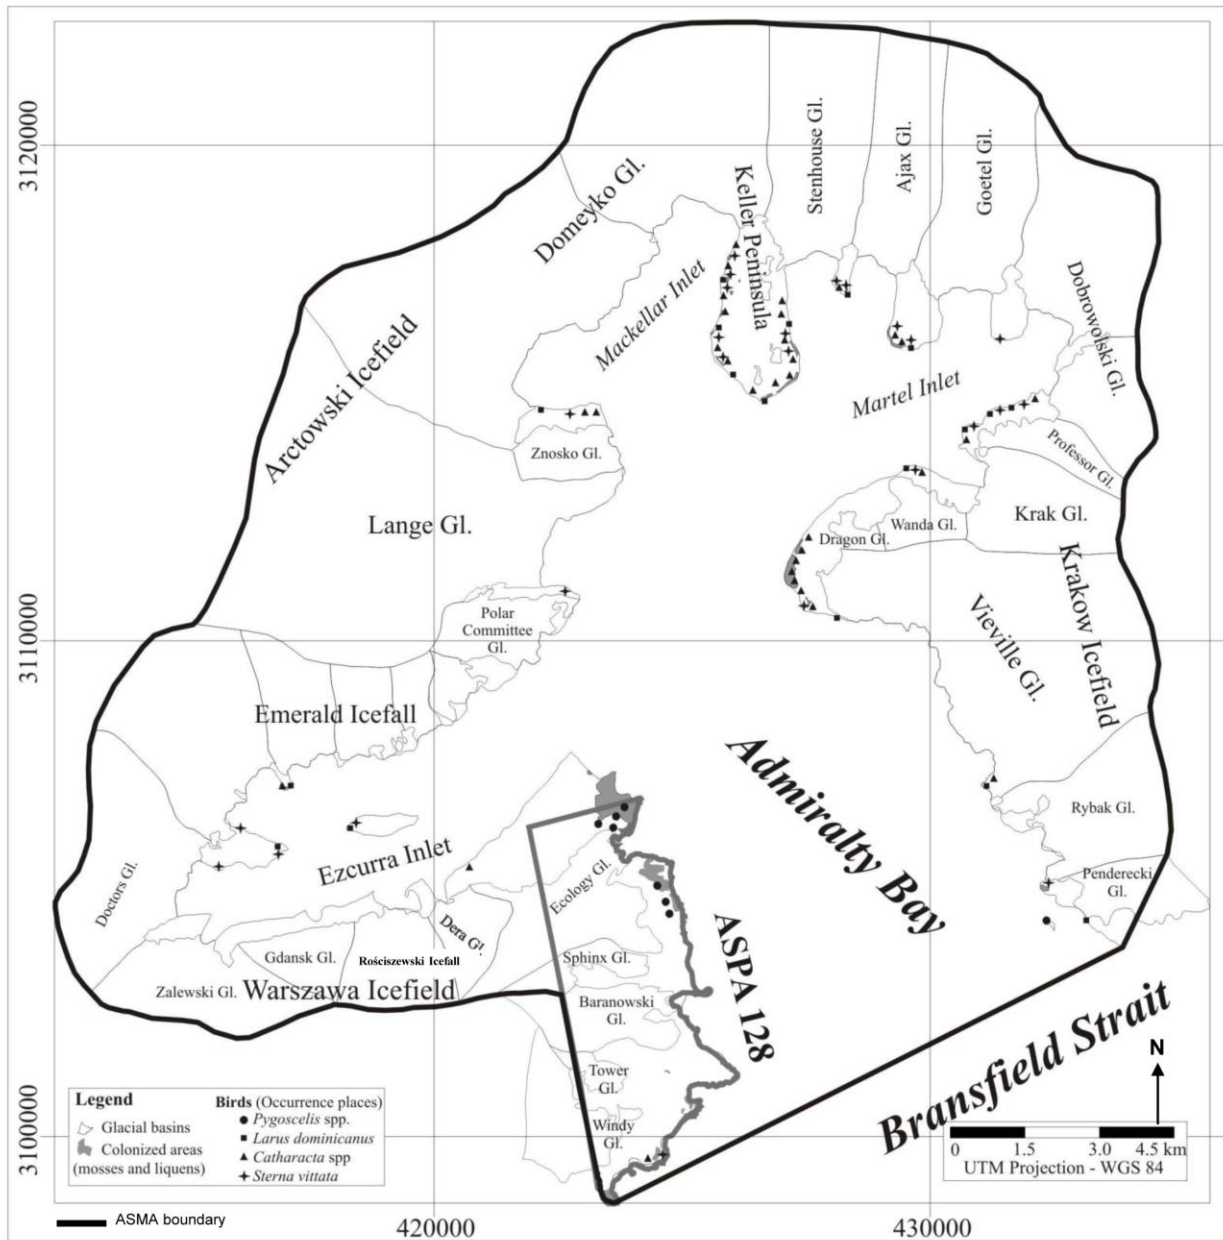 3120000
3110000
3100000
420000
430000
Domeyko Gl.
Keller Peninsula
Stenhouse Gl.
Ajax Gl.
Goetel Gl.
Mackellar Inlet
Dobrowolski Gl.
Arctowski Icefield
Martel Inlet
Znosko Gl.
Professor Gl.
Lange Gl.
Wanda Gl.
Krak Gl.
Dragon Gl.
Krakow Icefield
Polar
Committee
Gl.
Vieville Gl.
Emerald Icefall
Admiralty Bay
Rybak Gl.
Ezcurra Inlet
Doctors Gl.
Ecology Gl.
Penderecki
Gl.
Dera Gl
Gdansk Gl.
Rościszewski Icefall
Sphinx Gl.
ASPA 128
Zalewski Gl.
Warszawa Icefield
Baranowski
Gl.
Bransfield Strait
Tower
Gl.
Windy
Gl.
Legend
Glacial basins
Colonized areas
(mosses and liquens)
Birds (Occurrence places)
Pygoscelis spp.
Larus dominicanus
Catharacta spp
Sterna vittata
N
0 1.5 3.0 4.5 km
UTM Projection - WGS 84
ASMA boundary